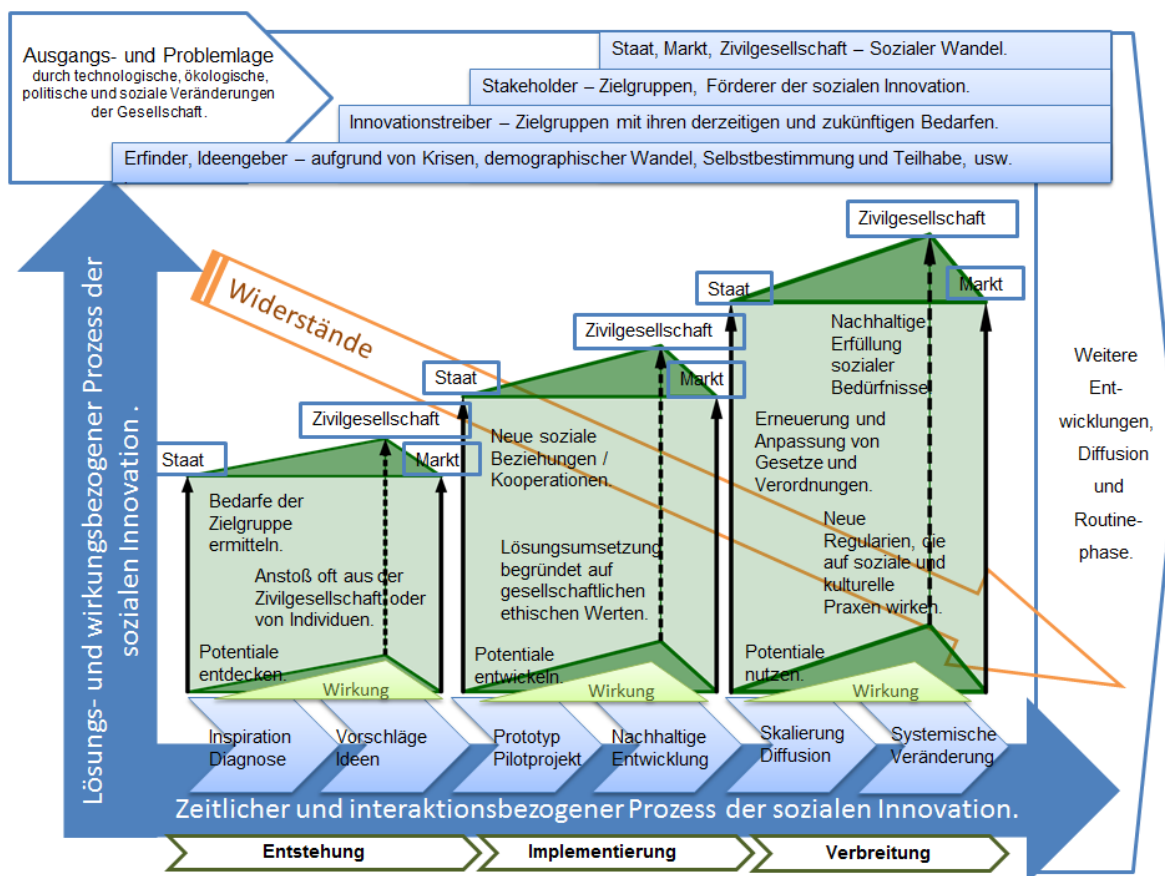 Ausgangs- und Problemlage
durch technologische, ökologische,
politische und soziale Veränderungen
der Gesellschaft.
Staat, Markt, Zivilgesellschaft – Sozialer Wandel.
Stakeholder – Zielgruppen, Förderer der sozialen Innovation.
Innovationstreiber – Zielgruppen mit ihren derzeitigen und zukünftigen Bedarfen.
Erfinder, Ideengeber – aufgrund von Krisen, demographischer Wandel, Selbstbestimmung und Teilhabe, usw.
Lösungs- und wirkungsbezogener Prozess der
sozialen Innovation.
Widerstände
Staat
Zivilgesellschaft
Markt
Bedarfe der
Zielgruppe
ermitteln.
Anstoß oft aus der
Zivilgesellschaft oder
von Individuen.
Potentiale
entdecken.
Wirkung
Staat
Zivilgesellschaft
Markt
Neue soziale
Beziehungen /
Kooperationen.
Lösungsumsetzung
begründet auf
gesellschaftlichen
ethischen Werten.
Potentiale
entwickeln.
Wirkung
Staat
Zivilgesellschaft
Markt
Nachhaltige
Erfüllung
sozialer
Bedürfnisse
Erneuerung und
Anpassung von
Gesetze und
Verordnungen.
Neue
Regularien, die
auf soziale und
kulturelle
Praxen wirken.
Potentiale
nutzen.
Wirkung
Weitere
Ent-
wicklungen,
Diffusion
und
Routine-
phase.
Inspiration
Diagnose
Vorschläge
Ideen
Prototyp
Pilotprojekt
Nachhaltige
Entwicklung
Skalierung
Diffusion
Systemische
Veränderung
Zeitlicher und interaktionsbezogener Prozess der sozialen Innovation.
Entstehung
Implementierung
Verbreitung